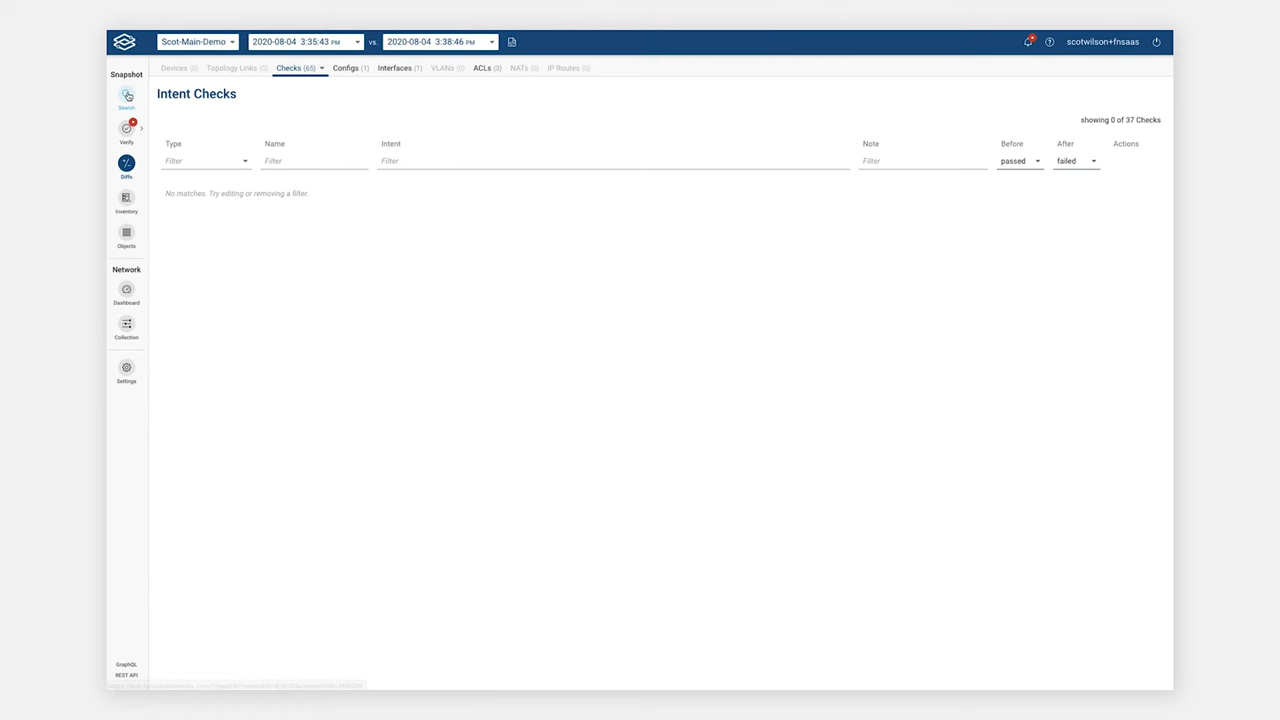 Scot-Main-Demo 2020-08-04 3:35:43 PM vs. 2020-08-04 3:38:46 PM scotwilson+fnsaas
Snapshot Devices (0) Topology Links (0) Checks (65) Configs (1) Interfaces (1) VLANs (0) ACLs (3) NATs (0) IP Routes (0)
Intent Checks
Search
showing 0 of 37 Checks
Verify
Type Name Intent Note Before After Actions
Filter Filter Filter Filter passed failed
Diffs
No matches. Try editing or removing a filter.
Inventory
Objects
Network
Dashboard
Collection
Settings
GraphQL
REST API